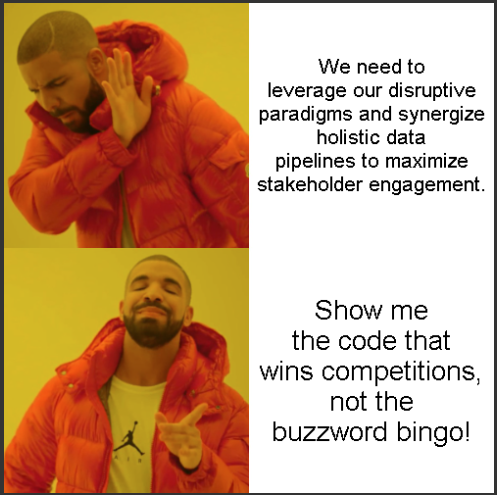 We need to
leverage our disruptive
paradigms and synergize
holistic data
pipelines to maximize
stakeholder engagement.
Show me
the code that
wins competitions,
not the
buzzword bingo!